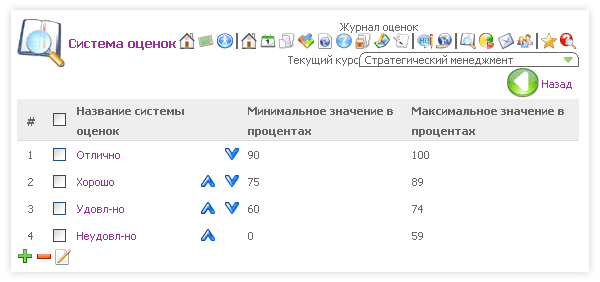 Журнал оценок
Система оценок
Текущий курс Стратегический менеджмент
Назад
# Название системы оценок Минимальное значение в процентах Максимальное значение в процентах
1 Отлично 90 100
2 Хорошо 75 89
3 Удовл-но 60 74
4 Неудовл-но 0 59